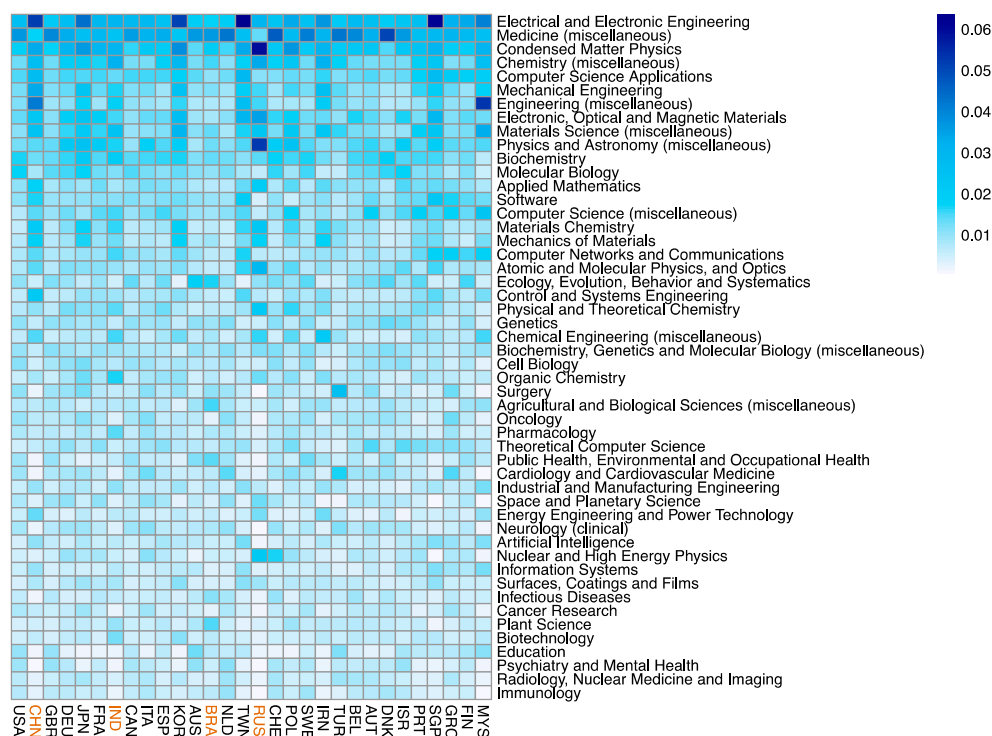 Electrical and Electronic Engineering
Medicine (miscellaneous)
Condensed Matter Physics
Chemistry (miscellaneous)
Computer Science Applications
Mechanical Engineering
Engineering (miscellaneous)
Electronic, Optical and Magnetic Materials
Materials Science (miscellaneous)
Physics and Astronomy (miscellaneous)
Biochemistry
Molecular Biology
Applied Mathematics
Software
Computer Science (miscellaneous)
Materials Chemistry
Mechanics of Materials
Computer Networks and Communications
Atomic and Molecular Physics, and Optics
Ecology, Evolution, Behavior and Systematics
Control and Systems Engineering
Physical and Theoretical Chemistry
Genetics
Chemical Engineering (miscellaneous)
Biochemistry, Genetics and Molecular Biology (miscellaneous)
Cell Biology
Organic Chemistry
Surgery
Agricultural and Biological Sciences (miscellaneous)
Oncology
Pharmacology
Theoretical Computer Science
Public Health, Environmental and Occupational Health
Cardiology and Cardiovascular Medicine
Industrial and Manufacturing Engineering
Space and Planetary Science
Energy Engineering and Power Technology
Neurology (clinical)
Artificial Intelligence
Nuclear and High Energy Physics
Information Systems
Surfaces, Coatings and Films
Infectious Diseases
Cancer Research
Plant Science
Biotechnology
Education
Psychiatry and Mental Health
Radiology, Nuclear Medicine and Imaging
Immunology
0.06
0.05
0.04
0.03
0.02
0.01
USA
CHN
GBR
DEU
JPN
FRA
IND
CAN
ITA
ESP
KOR
AUS
BRA
NLD
TWN
RUS
CHE
POL
SWE
IRN
TUR
BEL
AUT
DNK
ISR
PRT
SGP
GRC
FIN
MYS